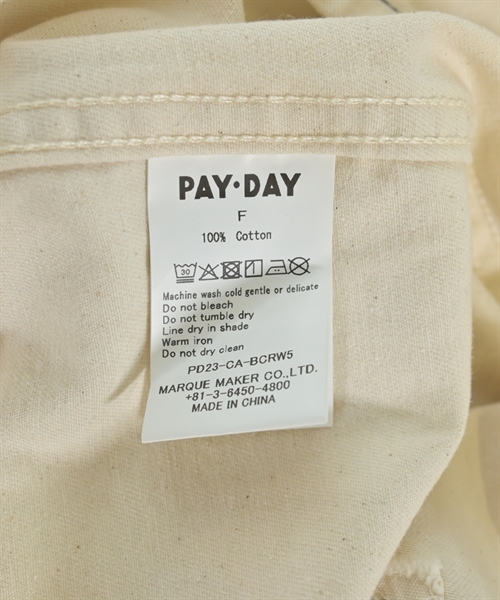 PAY·DAY
F
100% Cotton
30
Machine wash cold gentle or delicate
Do not bleach
Do not tumble dry
Line dry in shade
Warm iron
Do not dry clean
PD23-CA-BCRW5
MARQUE MAKER CO.,LTD.
+81-3-6450-4800
MADE IN CHINA